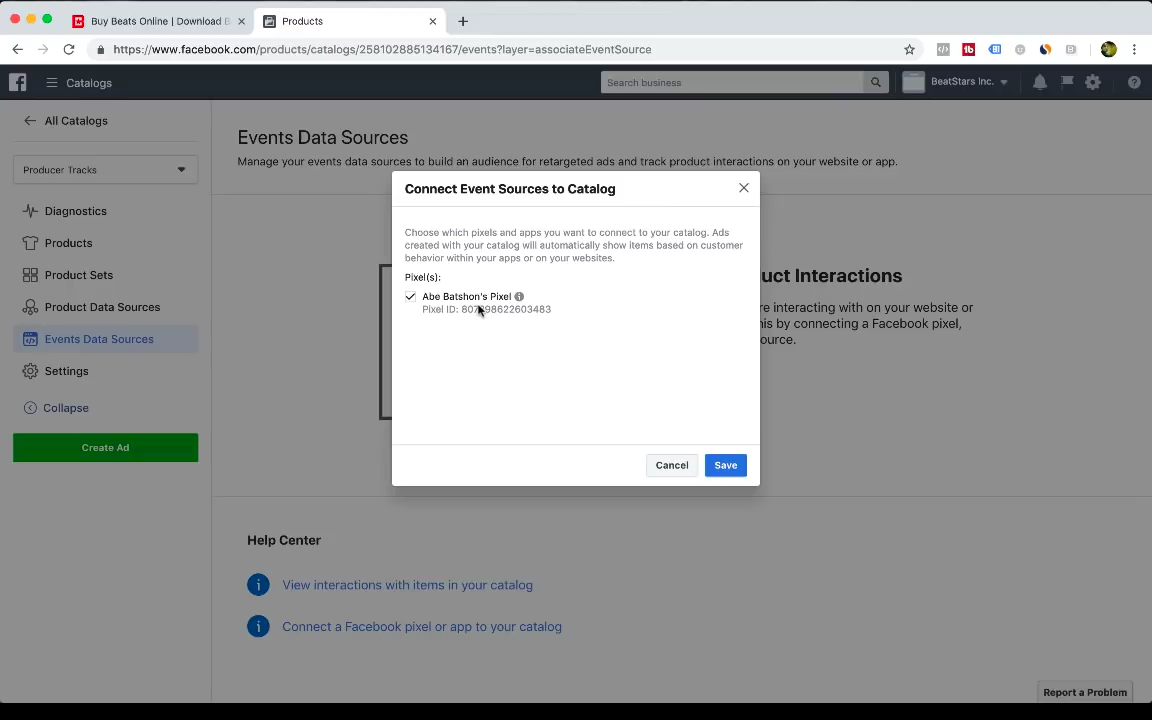 Buy Beats Online | Download B
Products
https://www.facebook.com/products/catalogs/258102885134167/events?layer=associateEventSource
Catalogs
Search business
BeatStars Inc.
All Catalogs
Producer Tracks
Diagnostics
Products
Product Sets
Product Data Sources
Events Data Sources
Settings
Collapse
Create Ad
Events Data Sources
Manage your events data sources to build an audience for retargeted ads and track product interactions on your website or app.
Connect Event Sources to Catalog
Choose which pixels and apps you want to connect to your catalog. Ads
created with your catalog will automatically show items based on customer
behavior within your apps or on your websites.
Pixel(s):
Abe Batshon's Pixel
Pixel ID:
Cancel
Save
uct Interactions
re interacting with on your website or
his by connecting a Facebook pixel,
ource.
Help Center
View interactions with items in your catalog
Connect a Facebook pixel or app to your catalog
Report a Problem